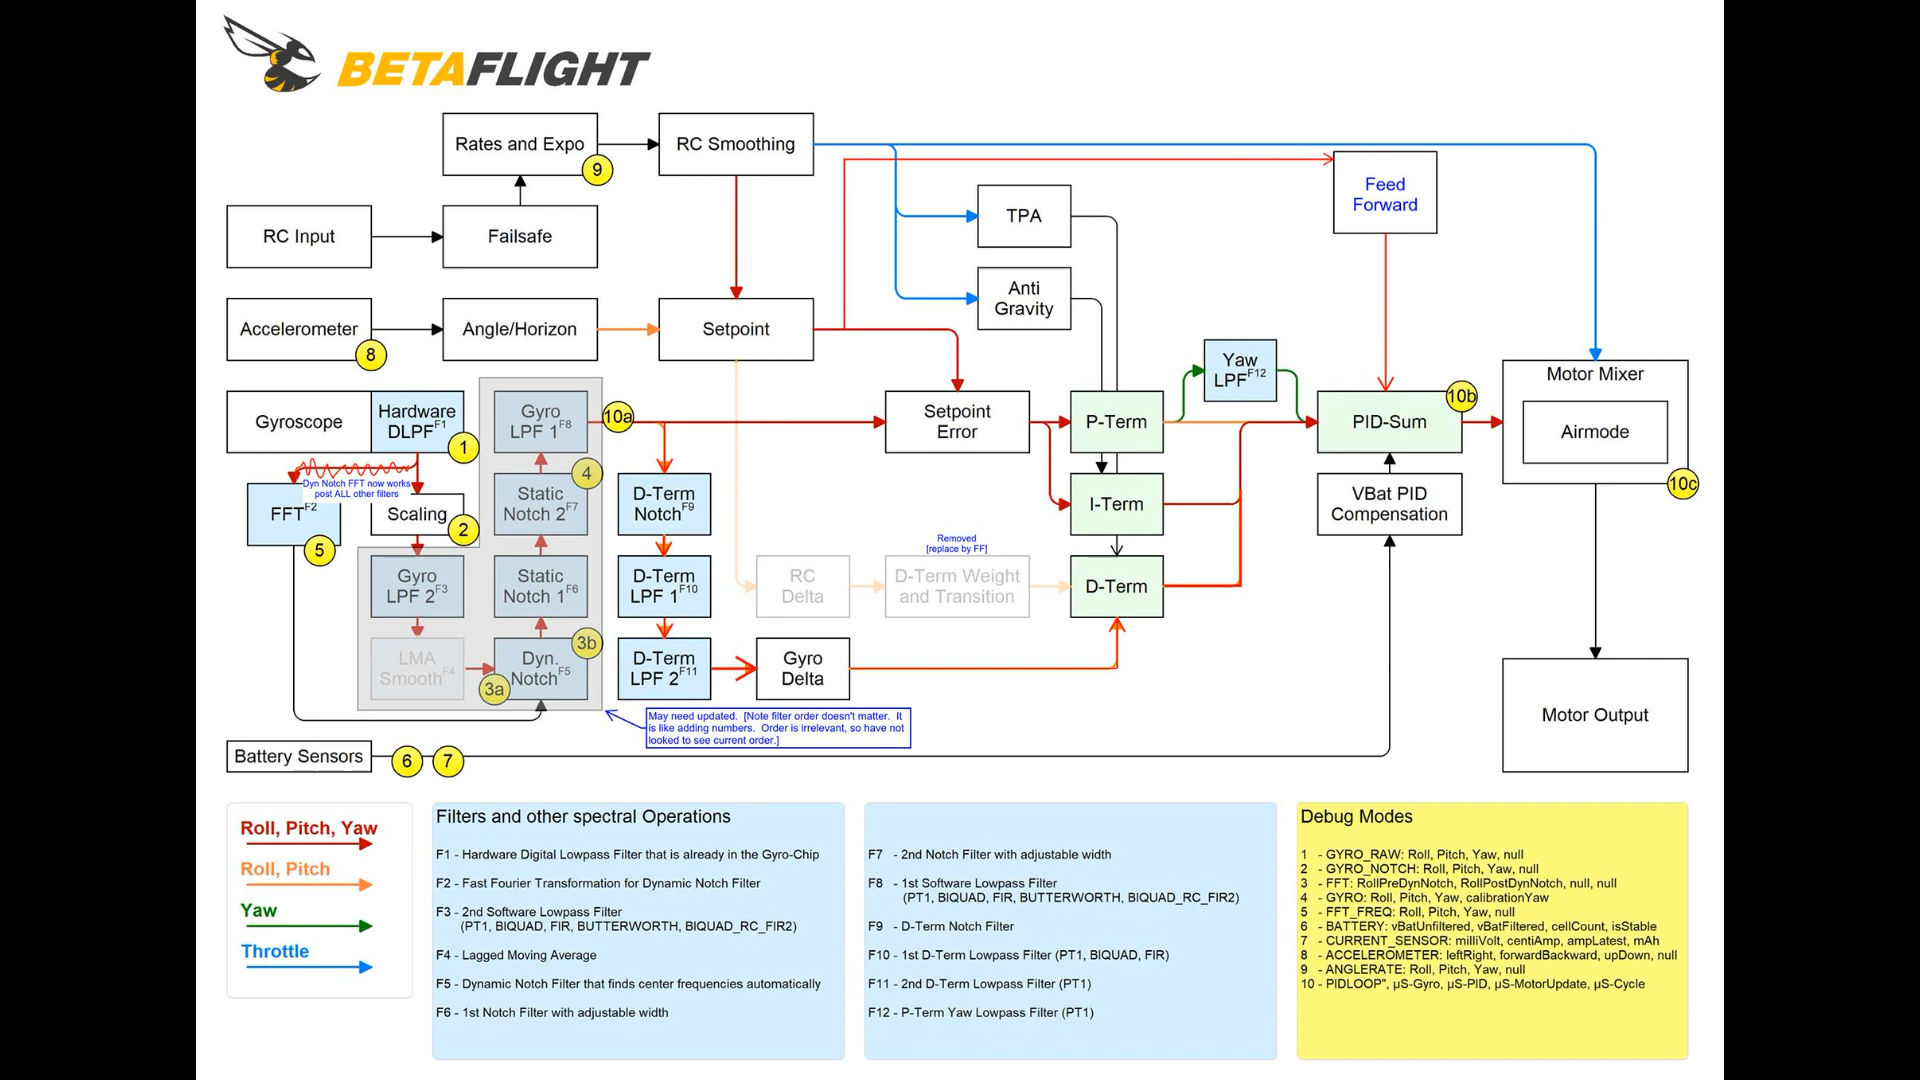 BETAFLIGHT
Rates and Expo
9
RC Smoothing
Feed
Forward
TPA
RC Input
Failsafe
Anti
Gravity
Accelerometer
8
Angle/Horizon
Setpoint
Yaw
LPF F12
Motor Mixer
Airmode
10c
Gyroscope
Hardware
DLPF F1
1
Gyro
LPF 1 F8
10a
Setpoint
Error
P-Term
PID-Sum
10b
Dyn Notch FFT now works
post ALL other filters
FFT F2
5
Scaling
2
Static
Notch 2 F7
4
D-Term
Notch F9
I-Term
VBat PID
Compensation
Gyro
LPF 2 F3
Static
Notch 1 F6
D-Term
LPF 1 F10
RC
Delta
Removed
[replace by FF]
D-Term Weight
and Transition
D-Term
LMA
Smooth F4
3a
Dyn.
Notch F5
3b
D-Term
LPF 2 F11
Gyro
Delta
Motor Output
May need updated. [Note filter order doesn't matter. It
is like adding numbers. Order is irrelevant, so have not
looked to see current order.]
Battery Sensors
6
7
Roll, Pitch, Yaw
Roll, Pitch
Yaw
Throttle
Filters and other spectral Operations
F1 - Hardware Digital Lowpass Filter that is already in the Gyro-Chip
F2 - Fast Fourier Transformation for Dynamic Notch Filter
F3 - 2nd Software Lowpass Filter
(PT1, BIQUAD, FIR, BUTTERWORTH, BIQUAD_RC_FIR2)
F4 - Lagged Moving Average
F5 - Dynamic Notch Filter that finds center frequencies automatically
F6 - 1st Notch Filter with adjustable width
F7 - 2nd Notch Filter with adjustable width
F8 - 1st Software Lowpass Filter
(PT1, BIQUAD, FIR, BUTTERWORTH, BIQUAD_RC_FIR2)
F9 - D-Term Notch Filter
F10 - 1st D-Term Lowpass Filter (PT1, BIQUAD, FIR)
F11 - 2nd D-Term Lowpass Filter (PT1)
F12 - P-Term Yaw Lowpass Filter (PT1)
Debug Modes
1 - GYRO_RAW: Roll, Pitch, Yaw, null
2 - GYRO_NOTCH: Roll, Pitch, Yaw, null
3 - FFT: RollPreDynNotch, RollPostDynNotch, null, null
4 - GYRO: Roll, Pitch, Yaw, calibrationYaw
5 - FFT_FREQ: Roll, Pitch, Yaw, null
6 - BATTERY: vBatUnfiltered, vBatFiltered, cellCount, isStable
7 - CURRENT_SENSOR: milliVolt, centiAmp, ampLatest, mAh
8 - ACCELEROMETER: leftRight, forwardBackward, upDown, null
9 - ANGLERATE: Roll, Pitch, Yaw, null
10 - PIDLOOP", µS-Gyro, µS-PID, µS-MotorUpdate, µS-Cycle